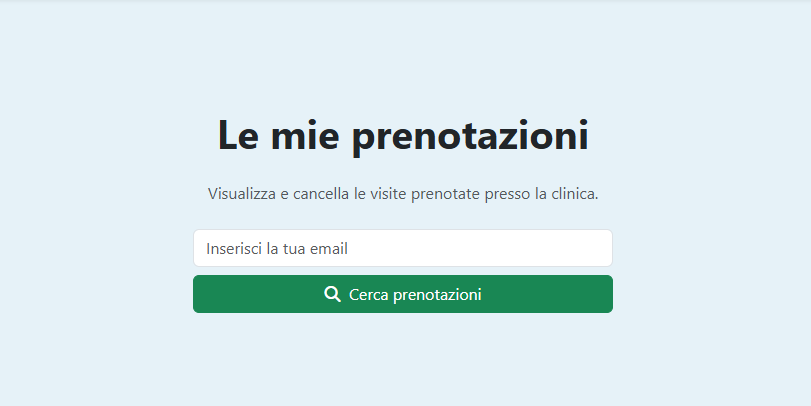 Le mie prenotazioni
Visualizza e cancella le visite prenotate presso la clinica.
Inserisci la tua email
Cerca prenotazioni